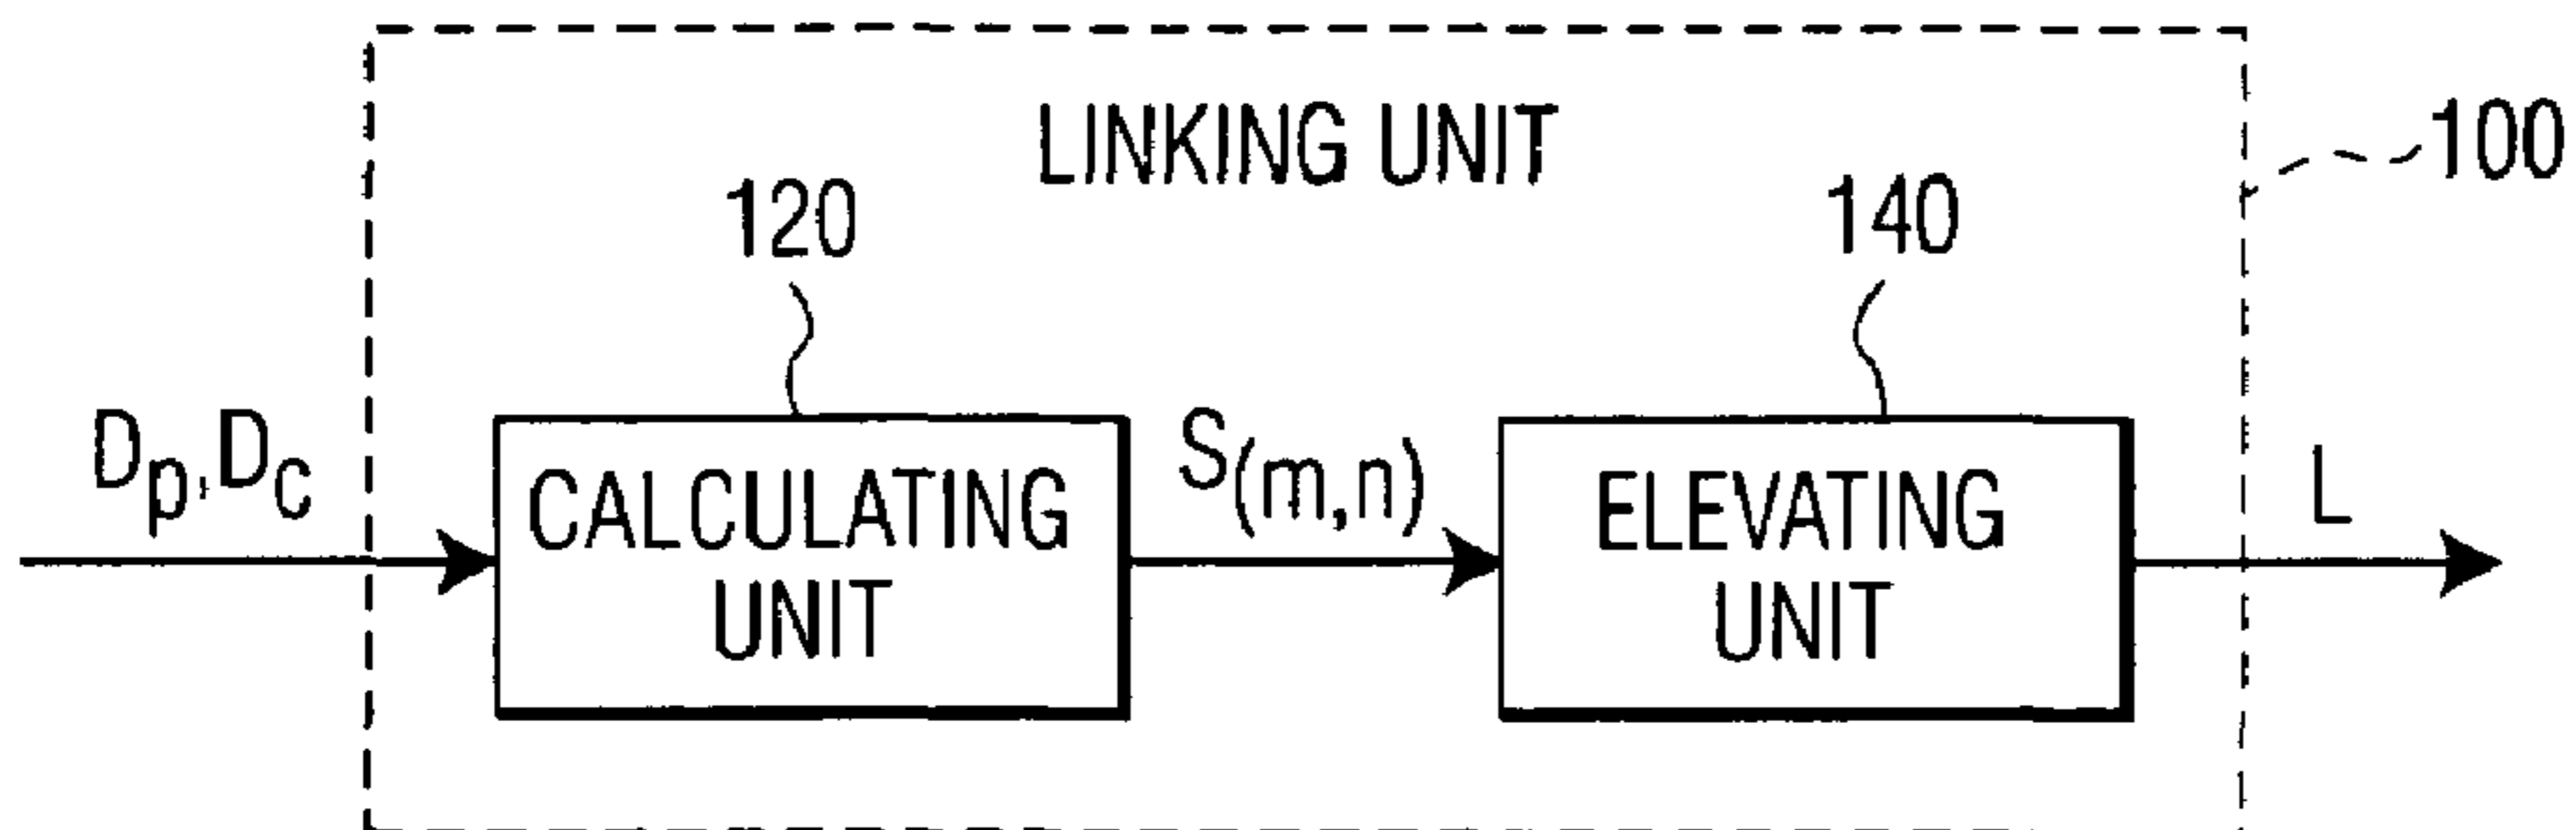 LINKING UNIT
100
120
140
Dp,Dc
CALCULATING
UNIT
S(m,n)
ELEVATING
UNIT
L